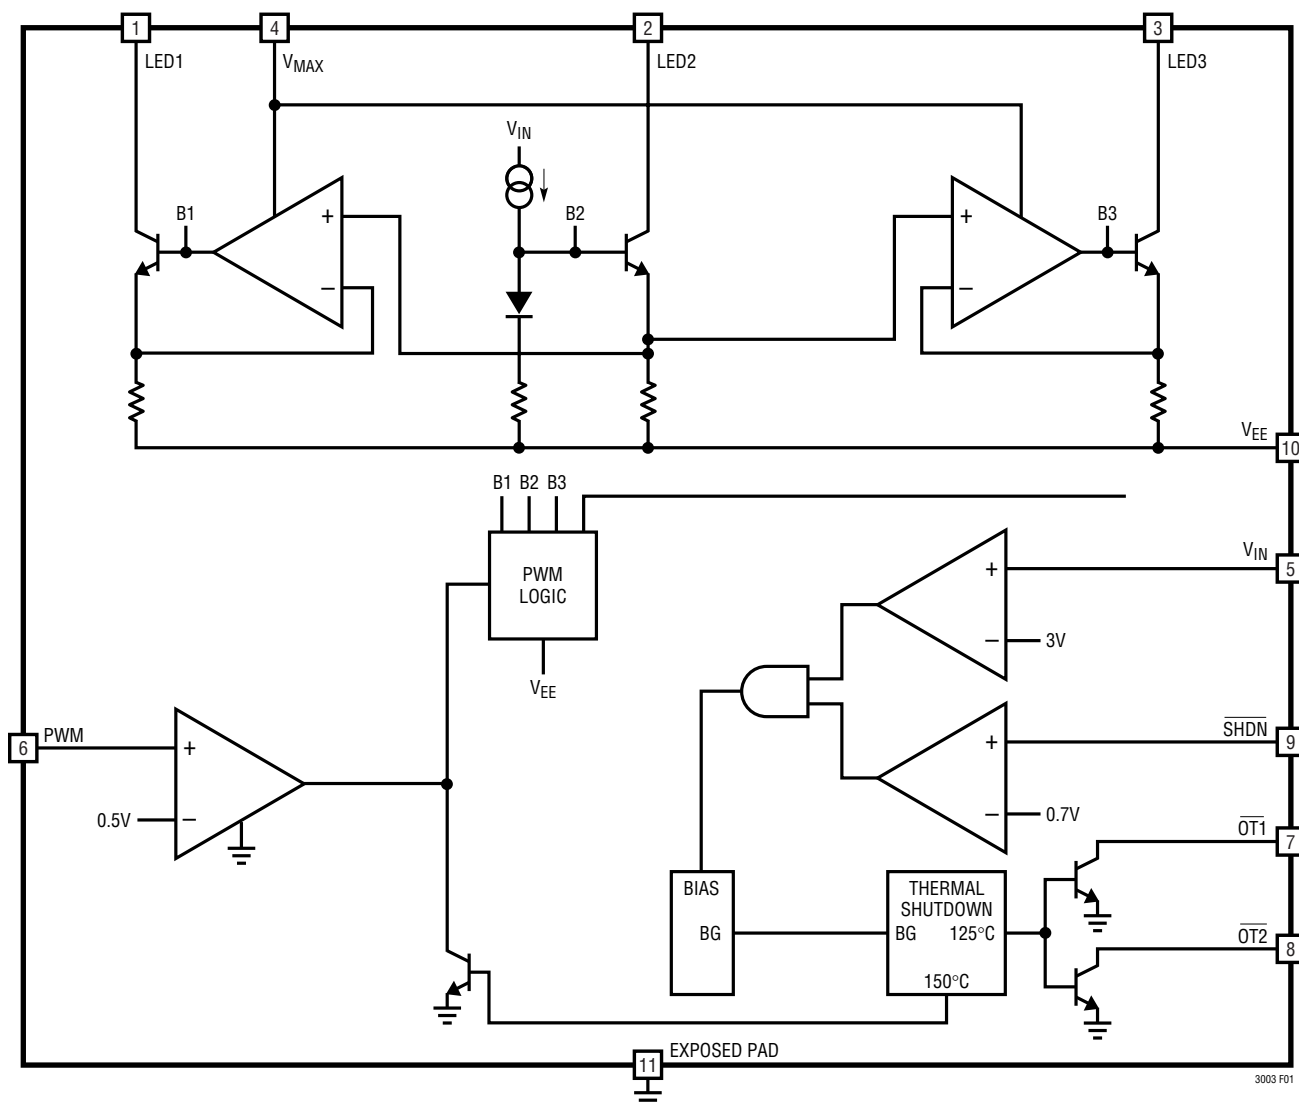 1 4 2 3
LED1 VMAX LED2 LED3
VIN
B1 + B2 + B3
– –
VEE
10
B1 B2 B3
PWM
LOGIC
VEE
VIN
+ 5
– 3V
SHDN
+ 9
– 0.7V
PWM
6 +
0.5V –
OT1
7
BIAS
BG
THERMAL
SHUTDOWN
BG 125°C
150°C
OT2
8
EXPOSED PAD
11
3003 F01